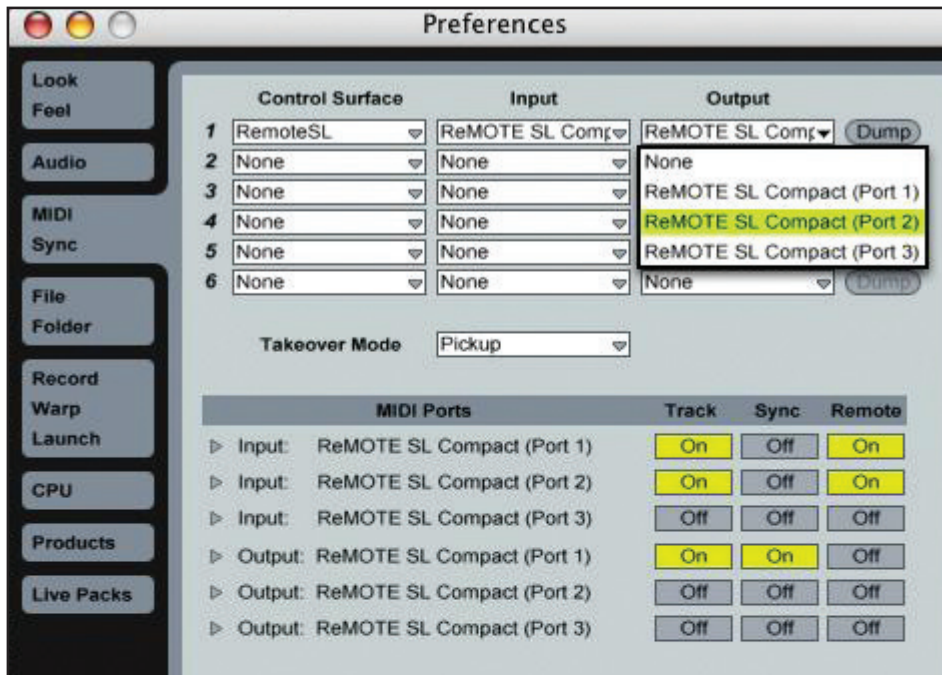 Preferences
Look
Feel
Audio
MIDI
Sync
File
Folder
Record
Warp
Launch
CPU
Products
Live Packs
Control Surface Input Output
1 RemoteSL ReMOTE SL Comp ReMOTE SL Comp Dump
2 None None None
3 None None ReMOTE SL Compact (Port 1)
4 None None ReMOTE SL Compact (Port 2)
5 None None ReMOTE SL Compact (Port 3)
6 None None None Dump
Takeover Mode Pickup
MIDI Ports Track Sync Remote
Input: ReMOTE SL Compact (Port 1) On Off On
Input: ReMOTE SL Compact (Port 2) On Off On
Input: ReMOTE SL Compact (Port 3) Off Off Off
Output: ReMOTE SL Compact (Port 1) On On Off
Output: ReMOTE SL Compact (Port 2) Off Off Off
Output: ReMOTE SL Compact (Port 3) Off Off Off